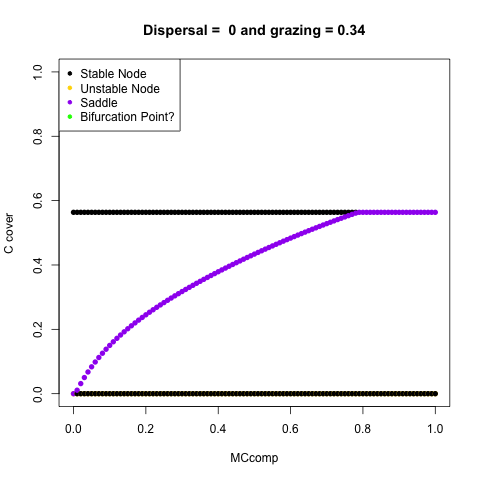 Dispersal =  0 and grazing = 0.34
Stable Node
Unstable Node
Saddle
Bifurcation Point?
1.0
0.8
0.6
0.4
0.2
0.0
C cover
0.0 0.2 0.4 0.6 0.8 1.0
MCcomp